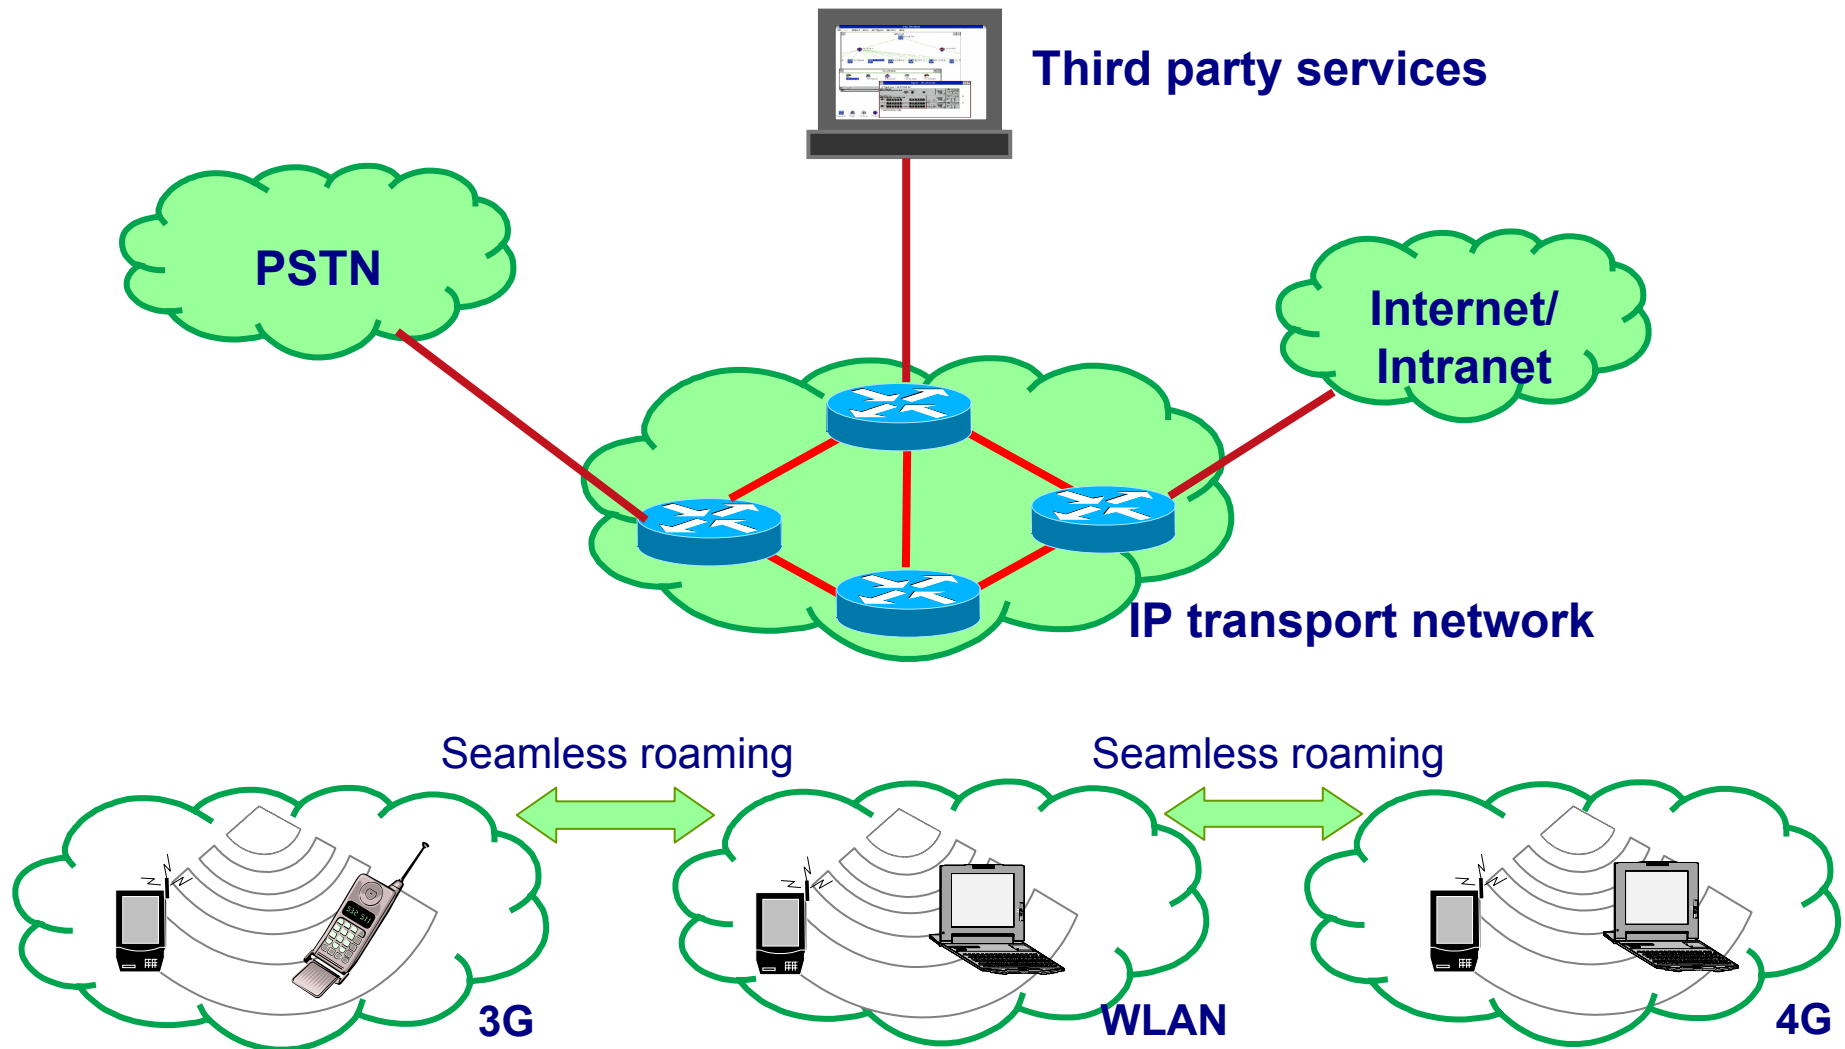 Third party services
PSTN
Internet/
Intranet
IP transport network
Seamless roaming
Seamless roaming
3G
WLAN
4G